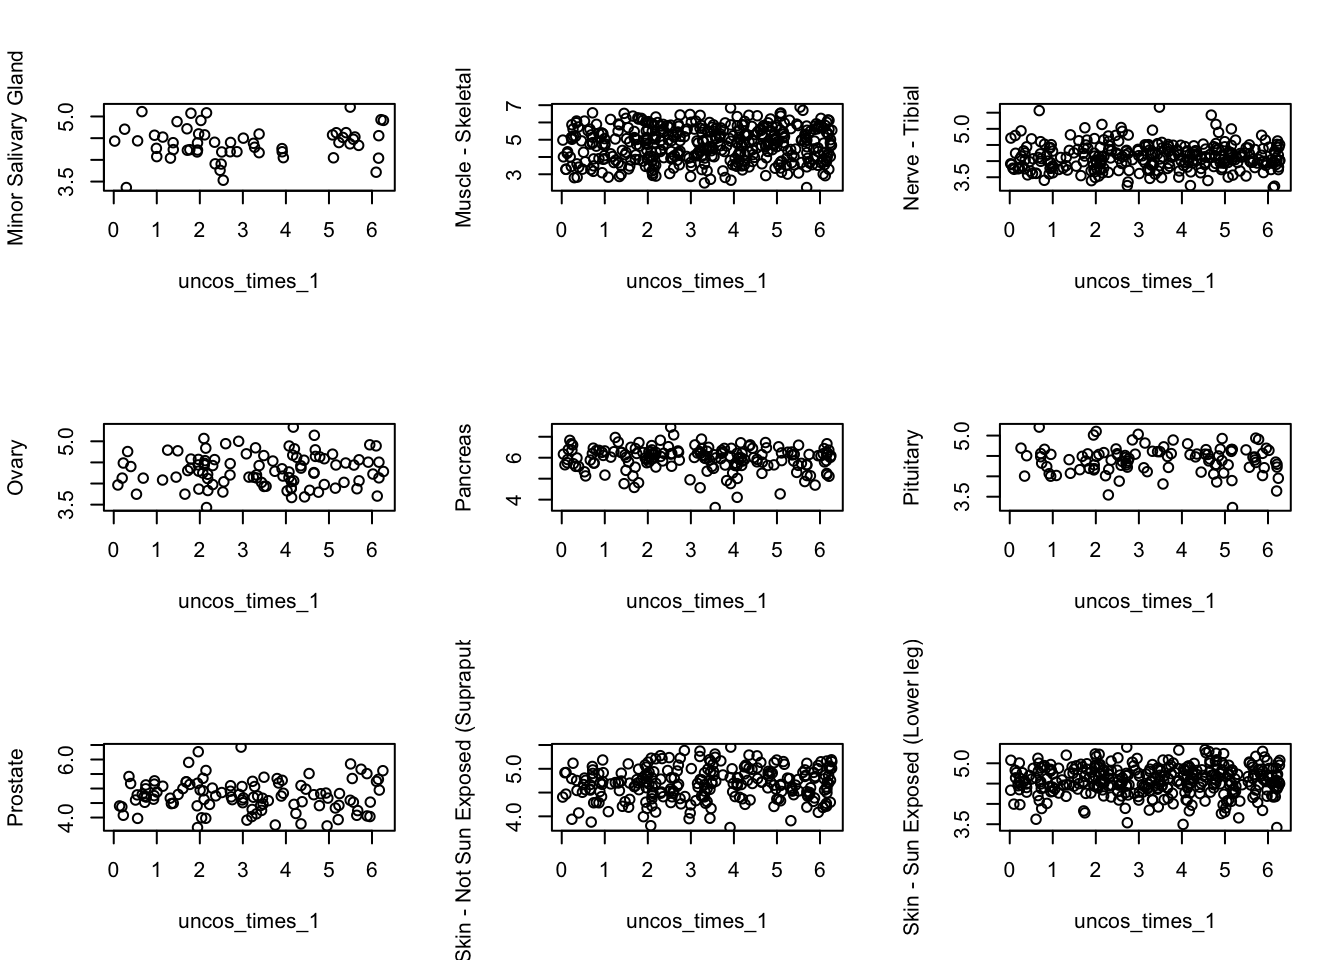 Minor Salivary Gland
5.0
3.5
0 1 2 3 4 5 6
uncos_times_1
Muscle - Skeletal
7
5
3
0 1 2 3 4 5 6
uncos_times_1
Nerve - Tibial
5.0
3.5
0 1 2 3 4 5 6
uncos_times_1
Ovary
5.0
3.5
0 1 2 3 4 5 6
uncos_times_1
Pancreas
6
4
0 1 2 3 4 5 6
uncos_times_1
Pituitary
5.0
3.5
0 1 2 3 4 5 6
uncos_times_1
Prostate
6.0
4.0
0 1 2 3 4 5 6
uncos_times_1
Skin - Not Sun Exposed (Suprapub
5.0
4.0
0 1 2 3 4 5 6
uncos_times_1
Skin - Sun Exposed (Lower leg)
5.0
3.5
0 1 2 3 4 5 6
uncos_times_1